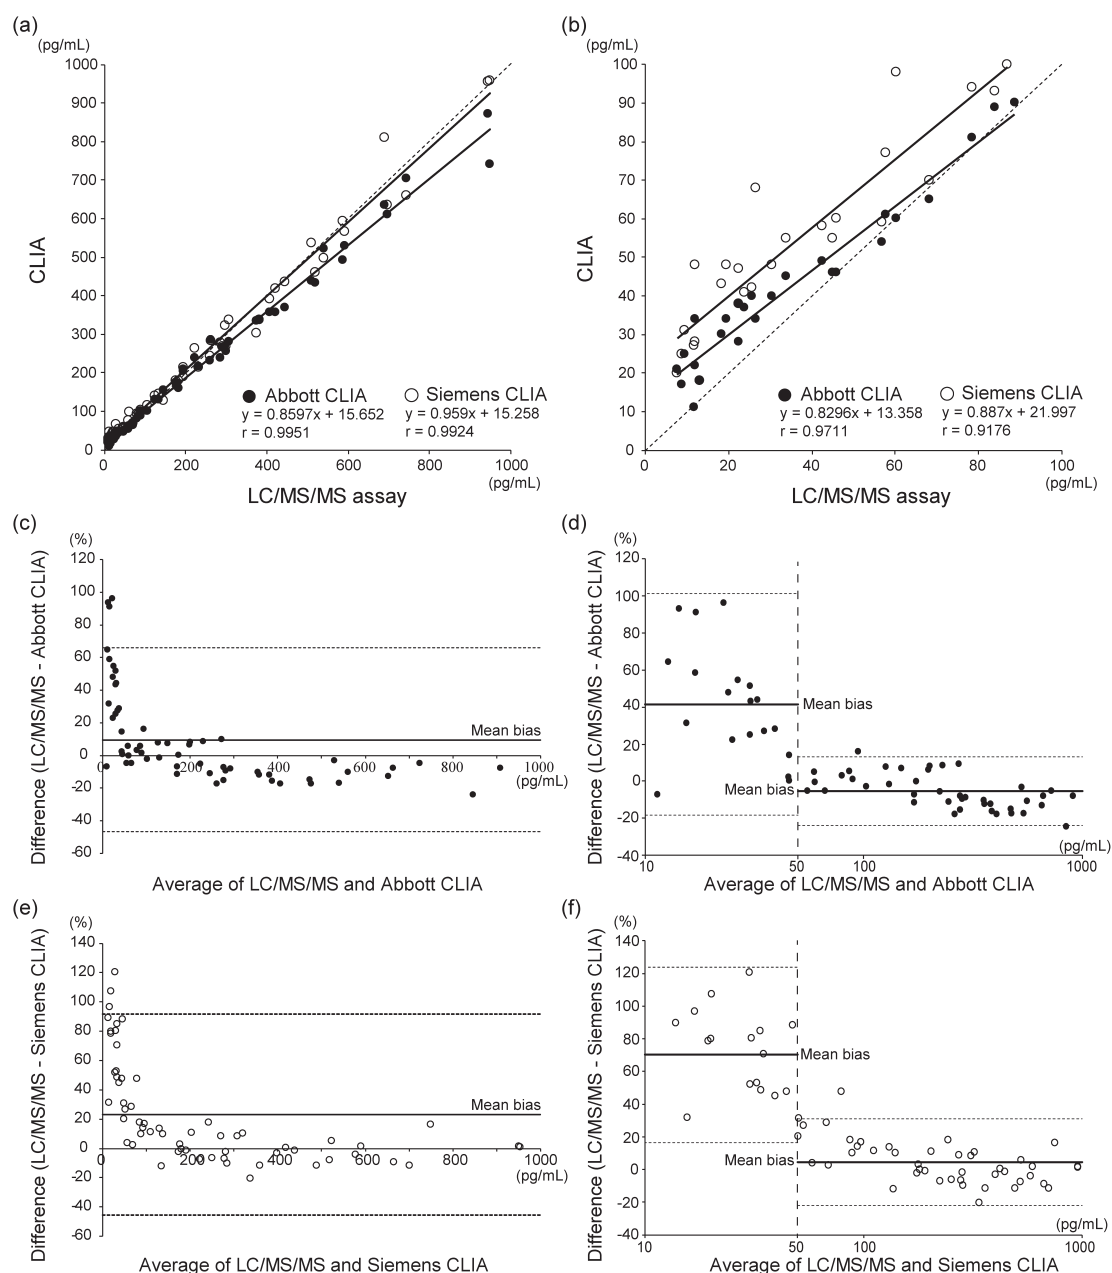 (a)
(pg/mL)
1000
900
800
700
600
500
400
300
200
100
0
CLIA
Abbott CLIA
y = 0.8597x + 15.652
r = 0.9951
Siemens CLIA
y = 0.959x + 15.258
r = 0.9924
0 200 400 600 800 1000
(pg/mL)
LC/MS/MS assay
(b)
(pg/mL)
100
90
80
70
60
50
40
30
20
10
0
CLIA
Abbott CLIA
y = 0.8296x + 13.358
r = 0.9711
Siemens CLIA
y = 0.887x + 21.997
r = 0.9176
0 20 40 60 80 100
(pg/mL)
LC/MS/MS assay
(c)
(%)
120
100
80
60
40
20
0
-20
-40
-60
Difference (LC/MS/MS - Abbott CLIA)
Mean bias
0 200 400 600 800 1000
(pg/mL)
Average of LC/MS/MS and Abbott CLIA
(d)
(%)
120
100
80
60
40
20
0
-20
-40
Difference (LC/MS/MS - Abbott CLIA)
Mean bias
Mean bias
(pg/mL)
10 50 100 1000
Average of LC/MS/MS and Abbott CLIA
(e)
(%)
140
120
100
80
60
40
20
0
-20
-40
-60
Difference (LC/MS/MS - Siemens CLIA)
Mean bias
0 200 400 600 800 1000
(pg/mL)
Average of LC/MS/MS and Siemens CLIA
(f)
(%)
140
120
100
80
60
40
20
0
-20
-40
Difference (LC/MS/MS - Siemens CLIA)
Mean bias
Mean bias
(pg/mL)
10 50 100 1000
Average of LC/MS/MS and Siemens CLIA